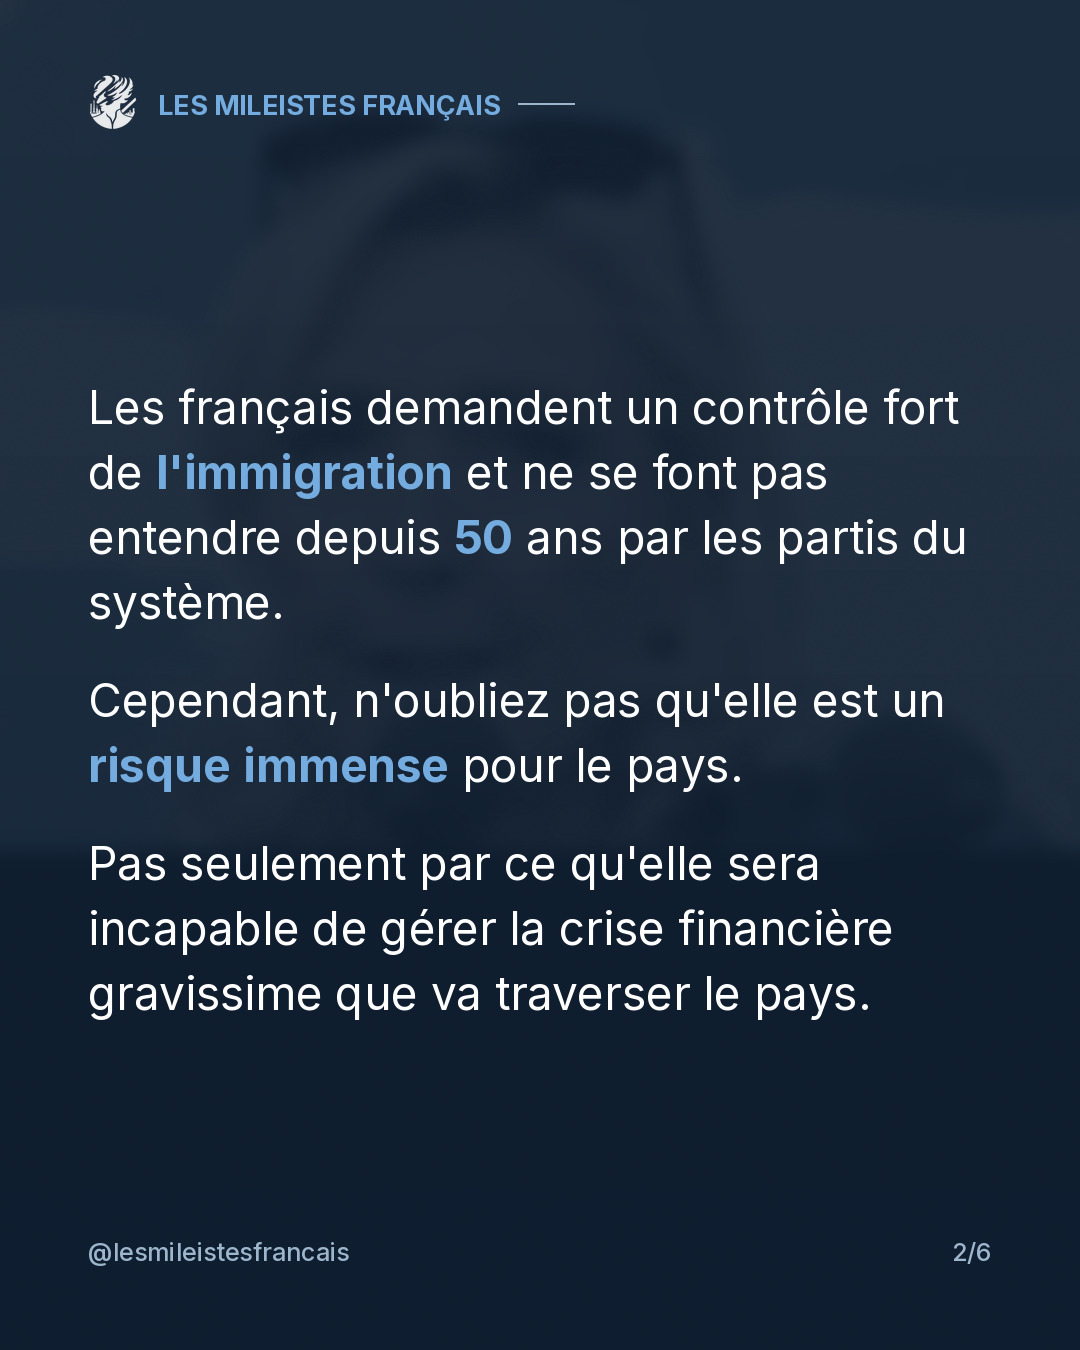 LES MILEISTES FRANÇAIS
Les français demandent un contrôle fort
de l'immigration et ne se font pas
entendre depuis 50 ans par les partis du
système.
Cependant, n'oubliez pas qu'elle est un
risque immense pour le pays.
Pas seulement par ce qu'elle sera
incapable de gérer la crise financière
gravissime que va traverser le pays.
@lesmileistesfrancais
2/6